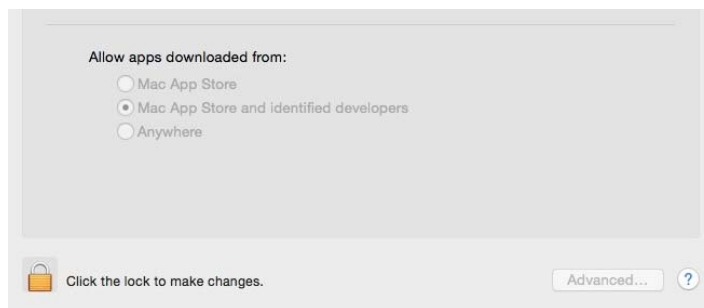 Allow apps downloaded from:
Mac App Store
Mac App Store and identified developers
Anywhere
Click the lock to make changes.
Advanced...
?